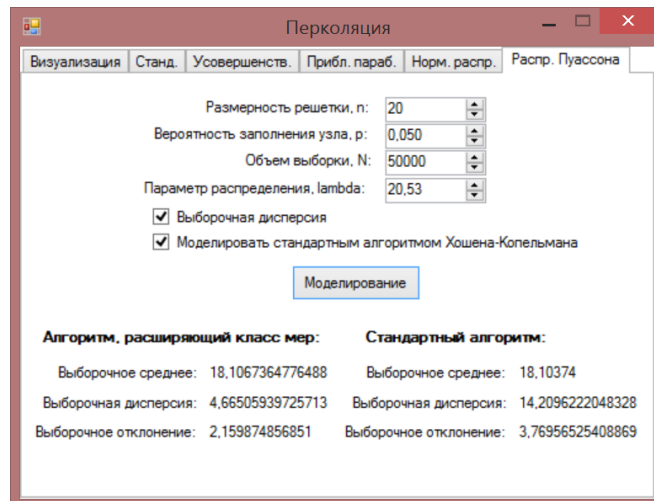 Перколяция
Визуализация Станд. Усовершенств. Прибл. параб. Норм. распр. Распр. Пуассона
Размерность решетки, n: 20
Вероятность заполнения узла, p: 0,050
Объем выборки, N: 50000
Параметр распределения, lambda: 20,53
Выборочная дисперсия
Моделировать стандартным алгоритмом Хошена-Копельмана
Моделирование
Алгоритм, расширяющий класс мер: Стандартный алгоритм:
Выборочное среднее: 18,1067364776488 Выборочное среднее: 18,10374
Выборочная дисперсия: 4,66505939725713 Выборочная дисперсия: 14,2096222048328
Выборочное отклонение: 2,159874856851 Выборочное отклонение: 3,76956525408869